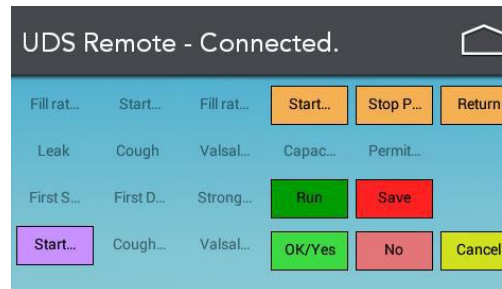 UDS Remote - Connected.
Fill rat... Start... Fill rat... Start... Stop P... Return
Leak Cough Valsal... Capac... Permit...
First S... First D... Strong... Run Save
Start... Cough... Valsal... OK/Yes No Cancel